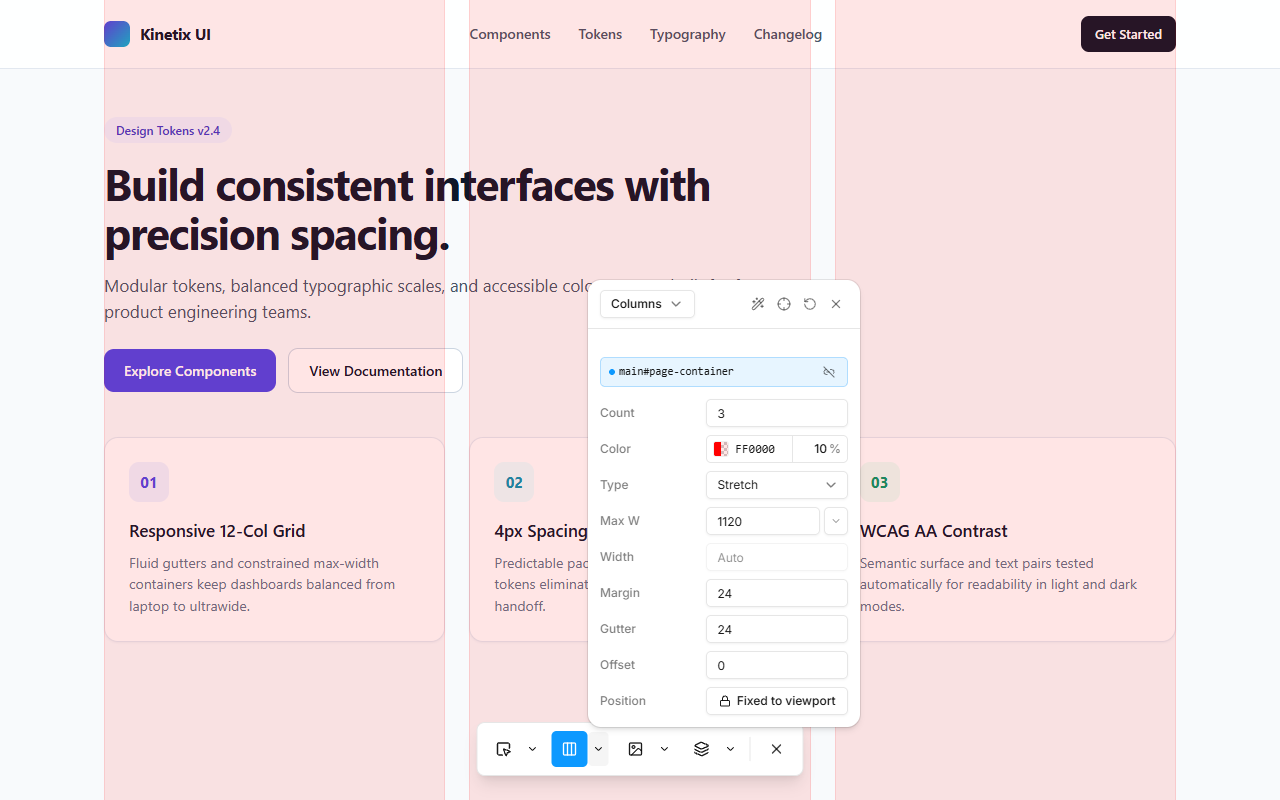 Kinetix UI
Components
Tokens
Typography
Changelog
Get Started
Design Tokens v2.4
Build consistent interfaces with
precision spacing.
Modular tokens, balanced typographic scales, and accessible
product engineering teams.
Explore Components
View Documentation
01
Responsive 12-Col Grid
Fluid gutters and constrained max-width
containers keep dashboards balanced from
laptop to ultrawide.
02
4px Spacing
Predictable
tokens
handoff.
03
WCAG AA Contrast
Semantic surface and text pairs tested
automatically for readability in light and dark
modes.
Columns
main#page-container
Count
3
Color
FF0000
10 %
Type
Stretch
Max W
1120
Width
Auto
Margin
24
Gutter
24
Offset
0
Position
Fixed to viewport